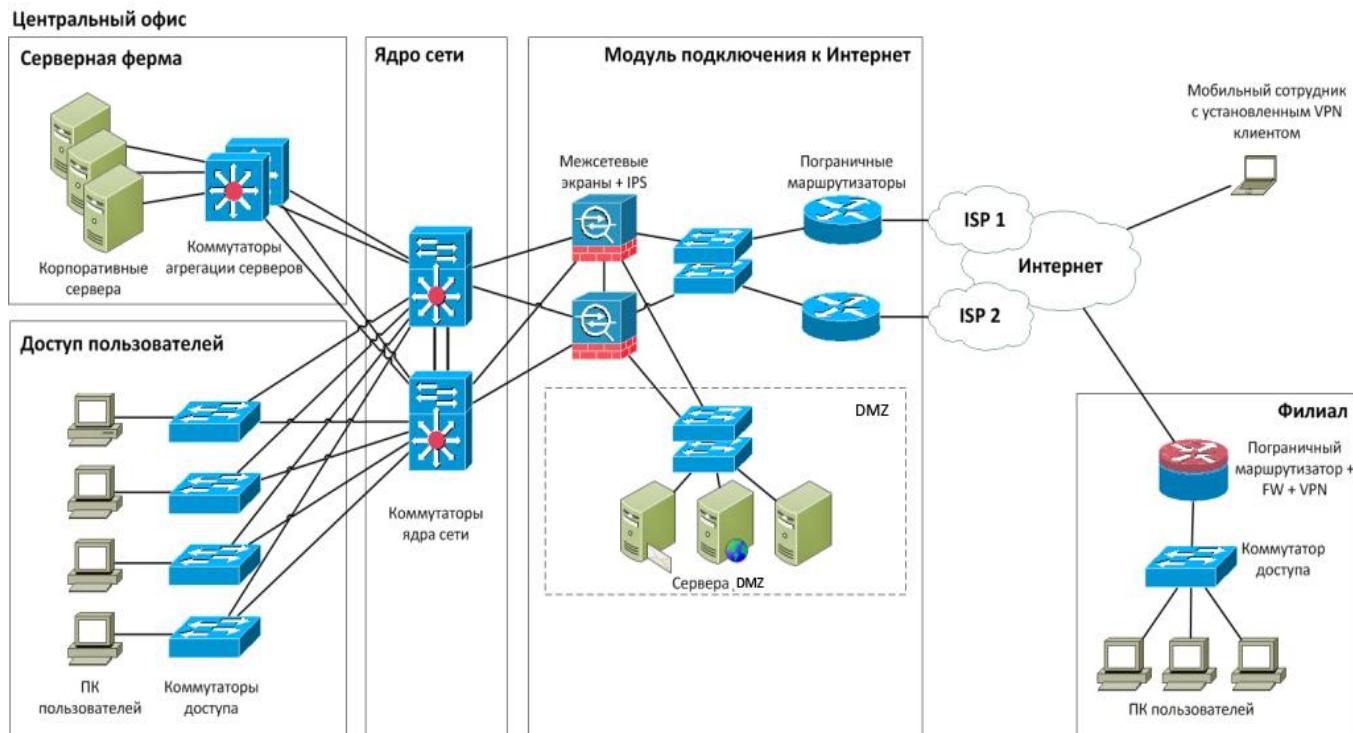 Центральный офис
Серверная ферма
Корпоративные
сервера
Коммутаторы
агрегации серверов
Доступ пользователей
ПК
пользователей
Коммутаторы
доступа
Ядро сети
Коммутаторы
ядра сети
Модуль подключения к Интернет
Межсетевые
экраны + IPS
Пограничные
маршрутизаторы
DMZ
Сервера DMZ
ISP 1
Интернет
ISP 2
Мобильный сотрудник
с установленным VPN
клиентом
Филиал
Пограничный
маршрутизатор +
FW + VPN
Коммутатор
доступа
ПК пользователей